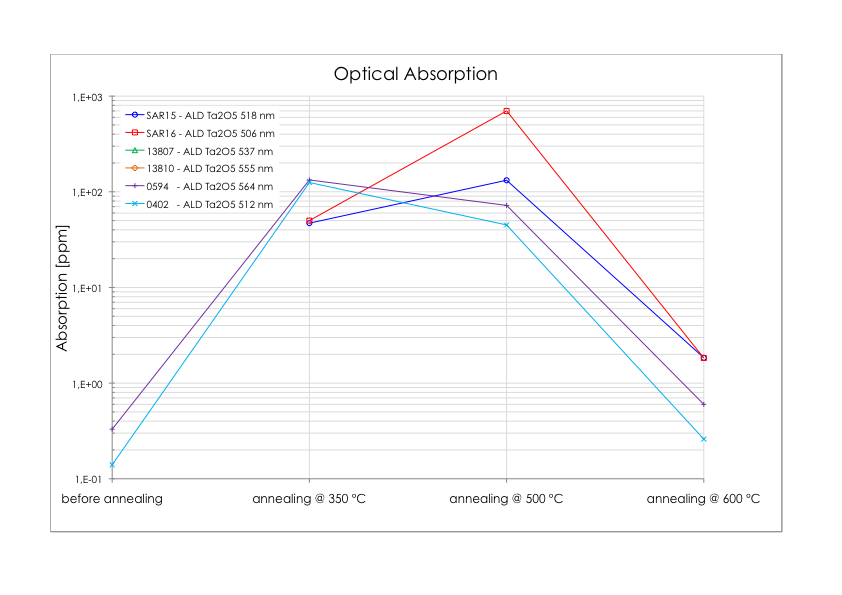 Optical Absorption
1,E+03
SAR15 - ALD Ta2O5 518 nm
SAR16 - ALD Ta2O5 506 nm
13807 - ALD Ta2O5 537 nm
13810 - ALD Ta2O5 555 nm
0594 - ALD Ta2O5 564 nm
0402 - ALD Ta2O5 512 nm
1,E+02
1,E+01
1,E+00
1,E-01
Absorption [ppm]
before annealing
annealing @ 350 °C
annealing @ 500 °C
annealing @ 600 °C